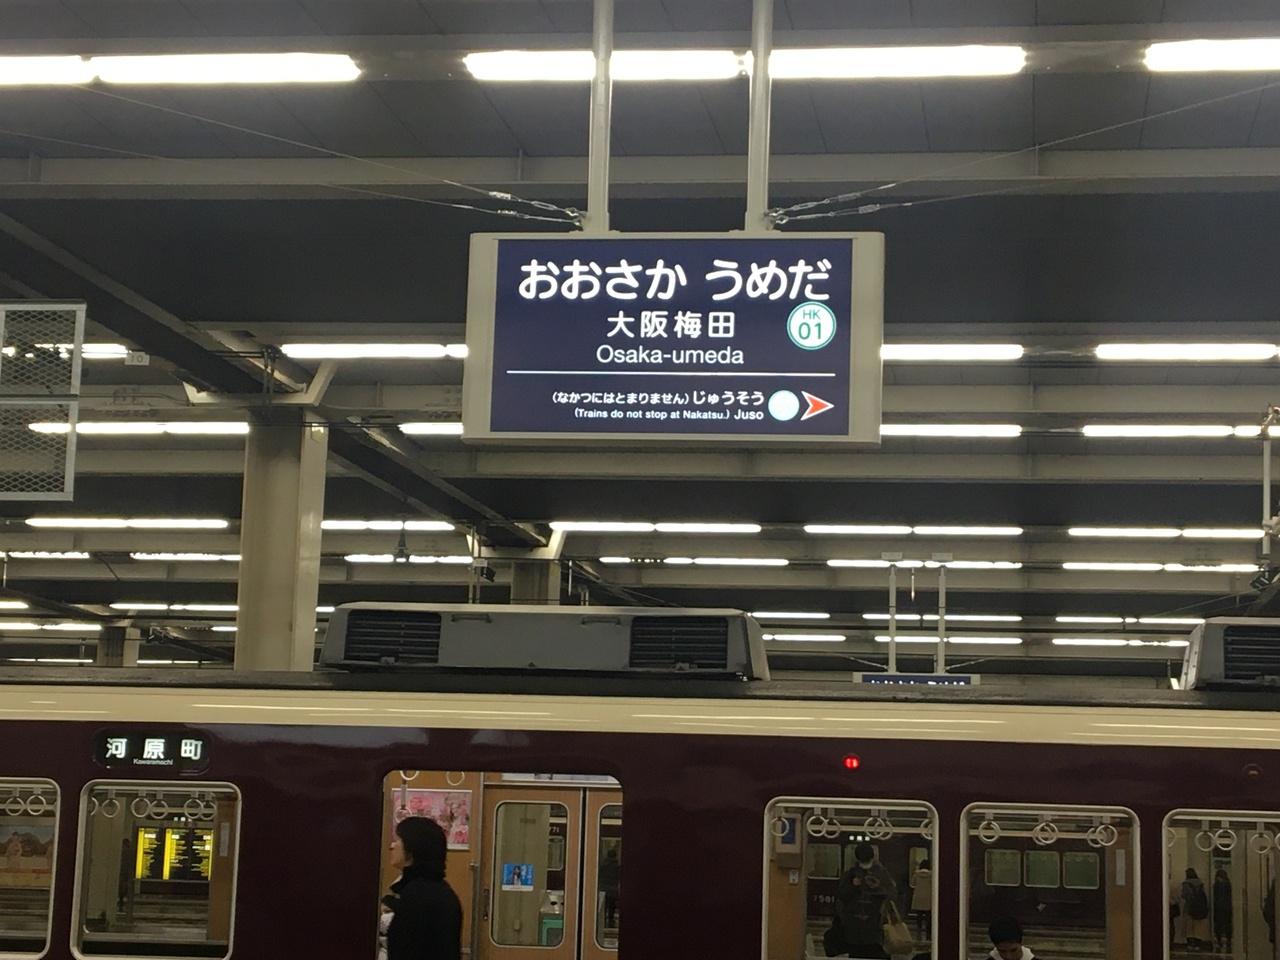 おおさか うめだ
大阪梅田
HK
01
Osaka-umeda
(なかつにはとまりません) じゅうそう
(Trains do not stop at Nakatsu.) Juso
河原町
Kawaramachi